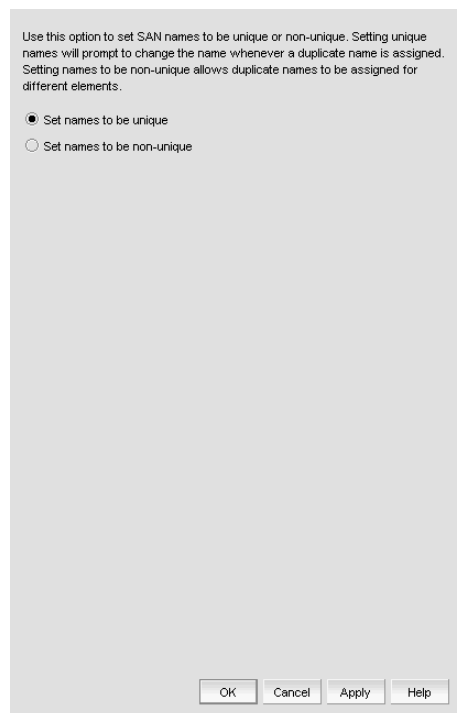 Use this option to set SAN names to be unique or non-unique. Setting unique
names will prompt to change the name whenever a duplicate name is assigned.
Setting names to be non-unique allows duplicate names to be assigned for
different elements.
Set names to be unique
Set names to be non-unique
OK Cancel Apply Help